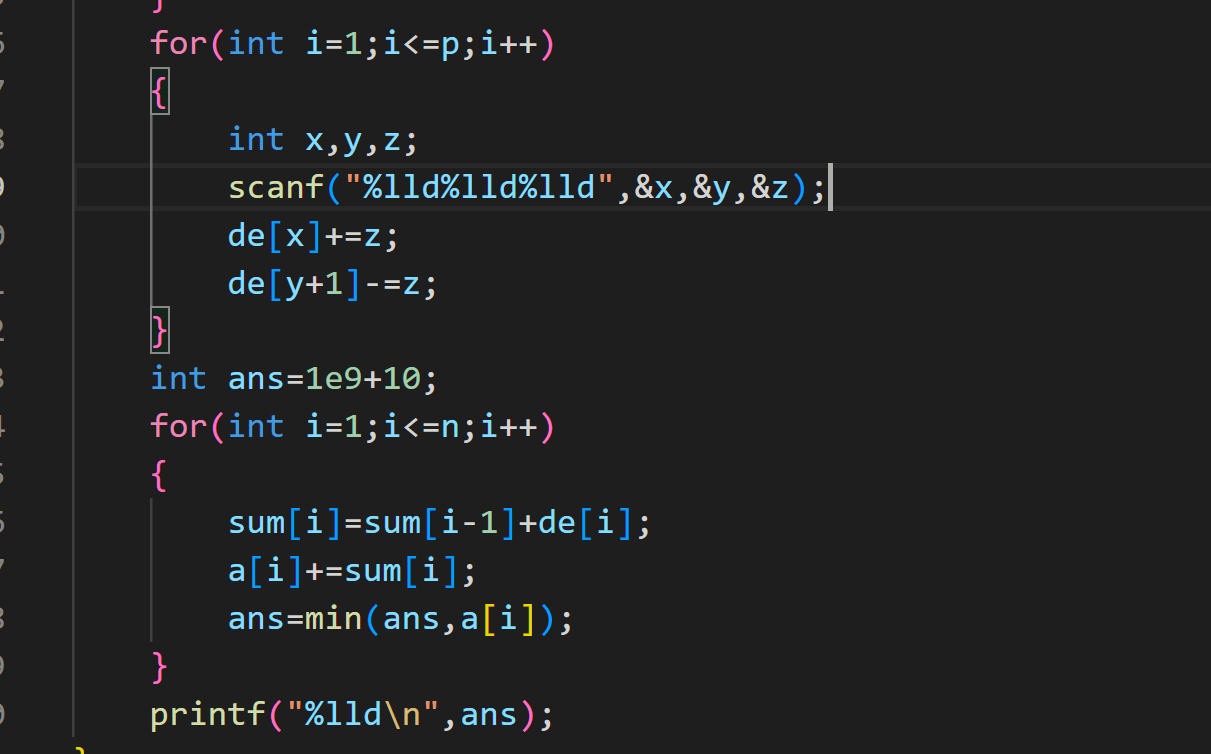 }
for(int i=1;i<=p;i++)
{
int x,y,z;
scanf("%lld%lld%lld",&x,&y,&z);
de[x]+=z;
de[y+1]-=z;
}
int ans=1e9+10;
for(int i=1;i<=n;i++)
{
sum[i]=sum[i-1]+de[i];
a[i]+=sum[i];
ans=min(ans,a[i]);
}
printf("%lld\n",ans);
}